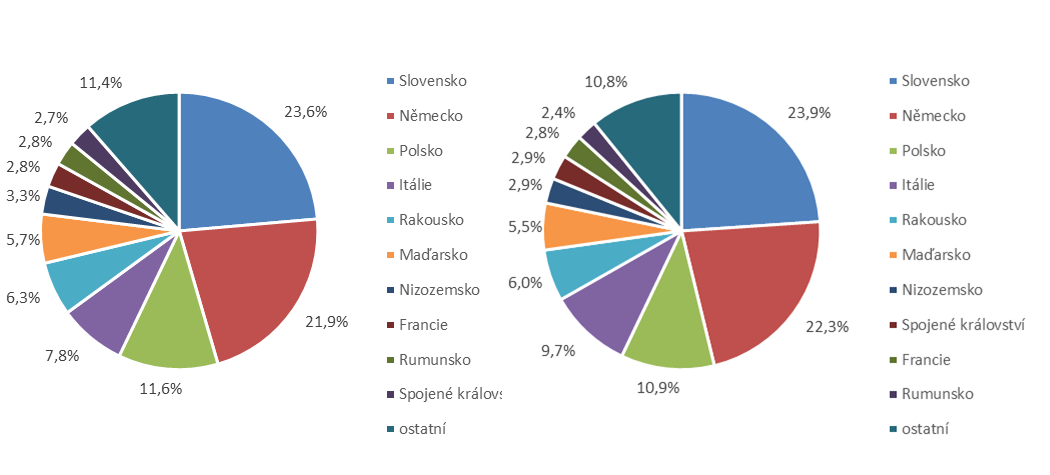 11,4%
2,7%
2,8%
2,8%
3,3%
5,7%
6,3%
7,8%
11,6%
21,9%
23,6%
Slovensko
Německo
Polsko
Itálie
Rakousko
Maďarsko
Nizozemsko
Francie
Rumunsko
Spojené královs
ostatní
10,8%
2,4%
2,8%
2,9%
2,9%
5,5%
6,0%
9,7%
10,9%
22,3%
23,9%
Slovensko
Německo
Polsko
Itálie
Rakousko
Maďarsko
Nizozemsko
Spojené království
Francie
Rumunsko
ostatní